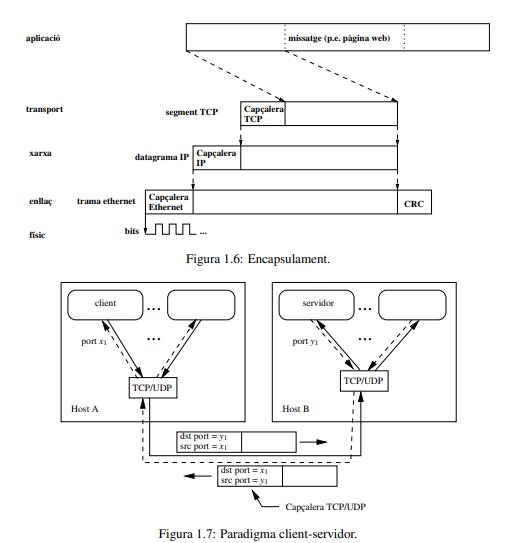 aplicació
missatge (p.e. pàgina web)
transport
segment TCP
Capçalera
TCP
xarxa
datagrama IP
Capçalera
IP
enllaç
trama ethernet
Capçalera
Ethernet
CRC
físic
bits
...
Figura 1.6: Encapsulament.
client
...
servidor
...
port x1
...
port y1
...
TCP/UDP
TCP/UDP
Host A
Host B
dst port = y1
src port = x1
dst port = x1
src port = y1
Capçalera TCP/UDP
Figura 1.7: Paradigma client-servidor.